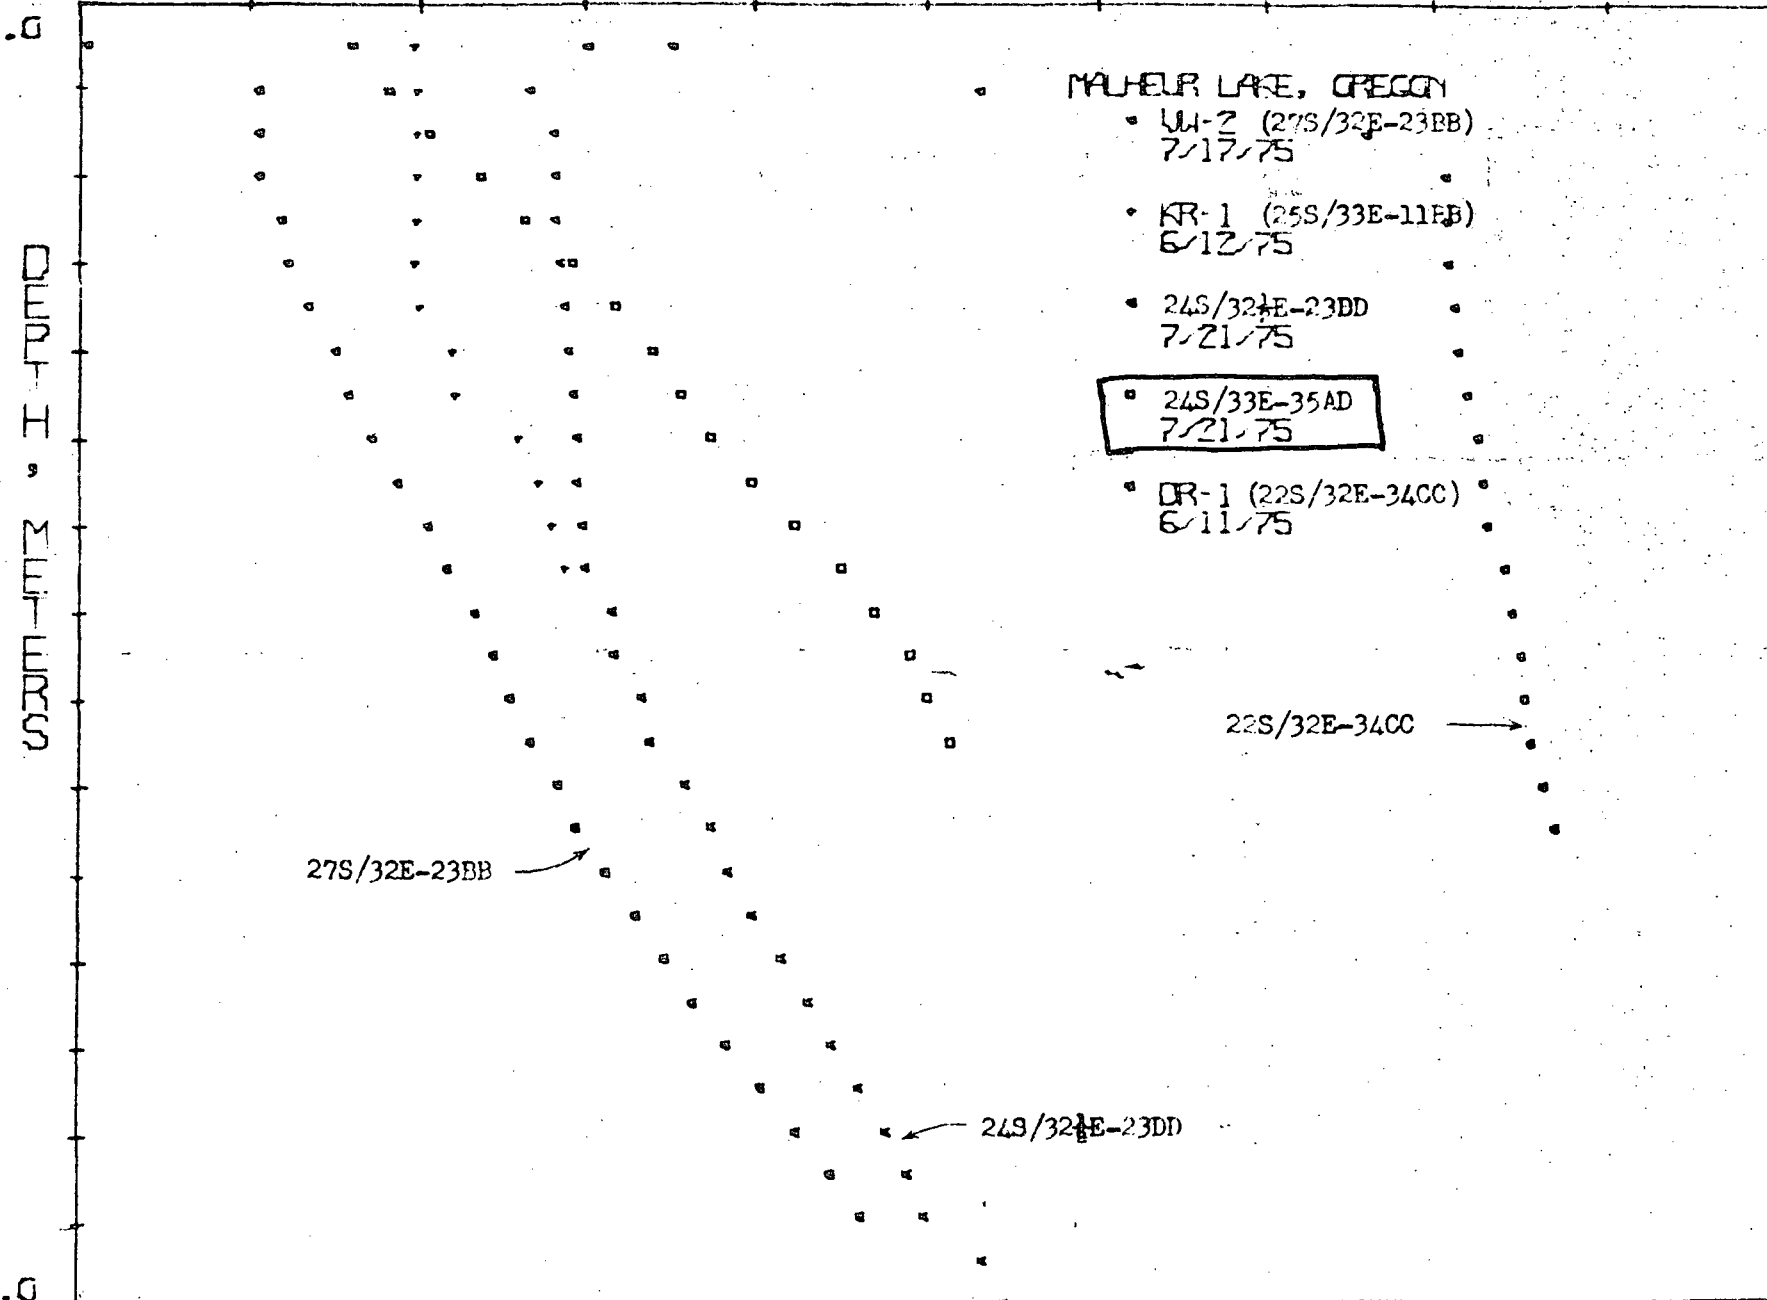 .0
DEPTH, METERS
.0
MALHEUR LAKE, OREGON
VW-2 (27S/32E-23BB)
7/17/75
KR-1 (25S/33E-11BB)
6/12/75
24S/32½E-23DD
7/21/75
24S/33E-35AD
7/21/75
DR-1 (22S/32E-34CC)
6/11/75
22S/32E-34CC
27S/32E-23BB
24S/32½E-23DD